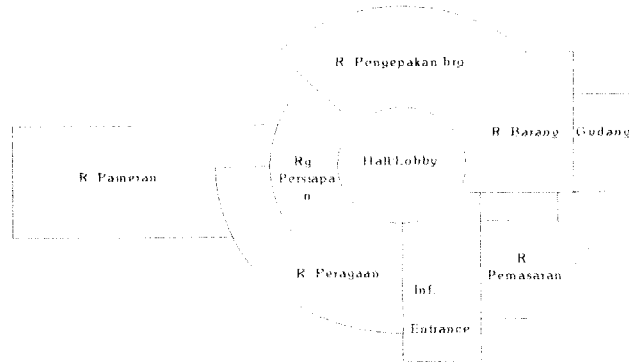 R. Pengepakan brg
R. Barang
Gudang
Rg
Persiapa
n
Hall/Lobby
R. Pameran
R.
Pemasaran
R. Peragaan
Inf.
Entrance